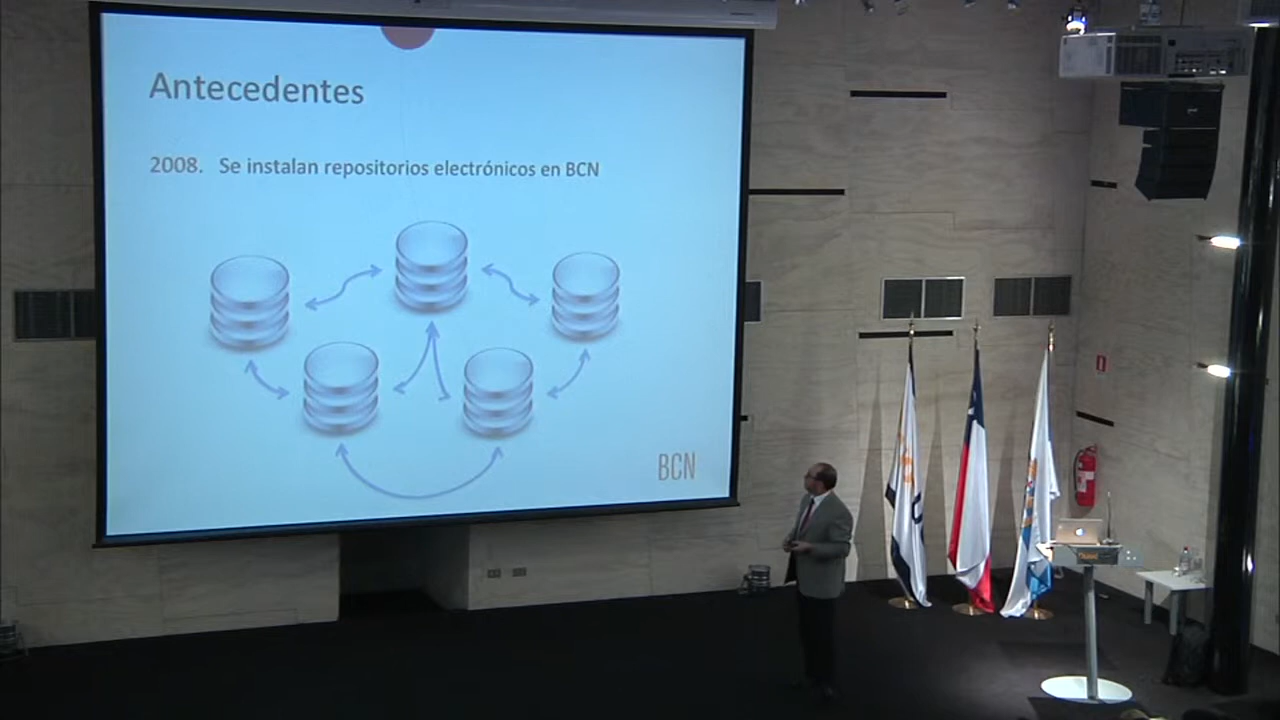 Antecedentes
2008. Se instalan repositorios electrónicos en BCN
BCN